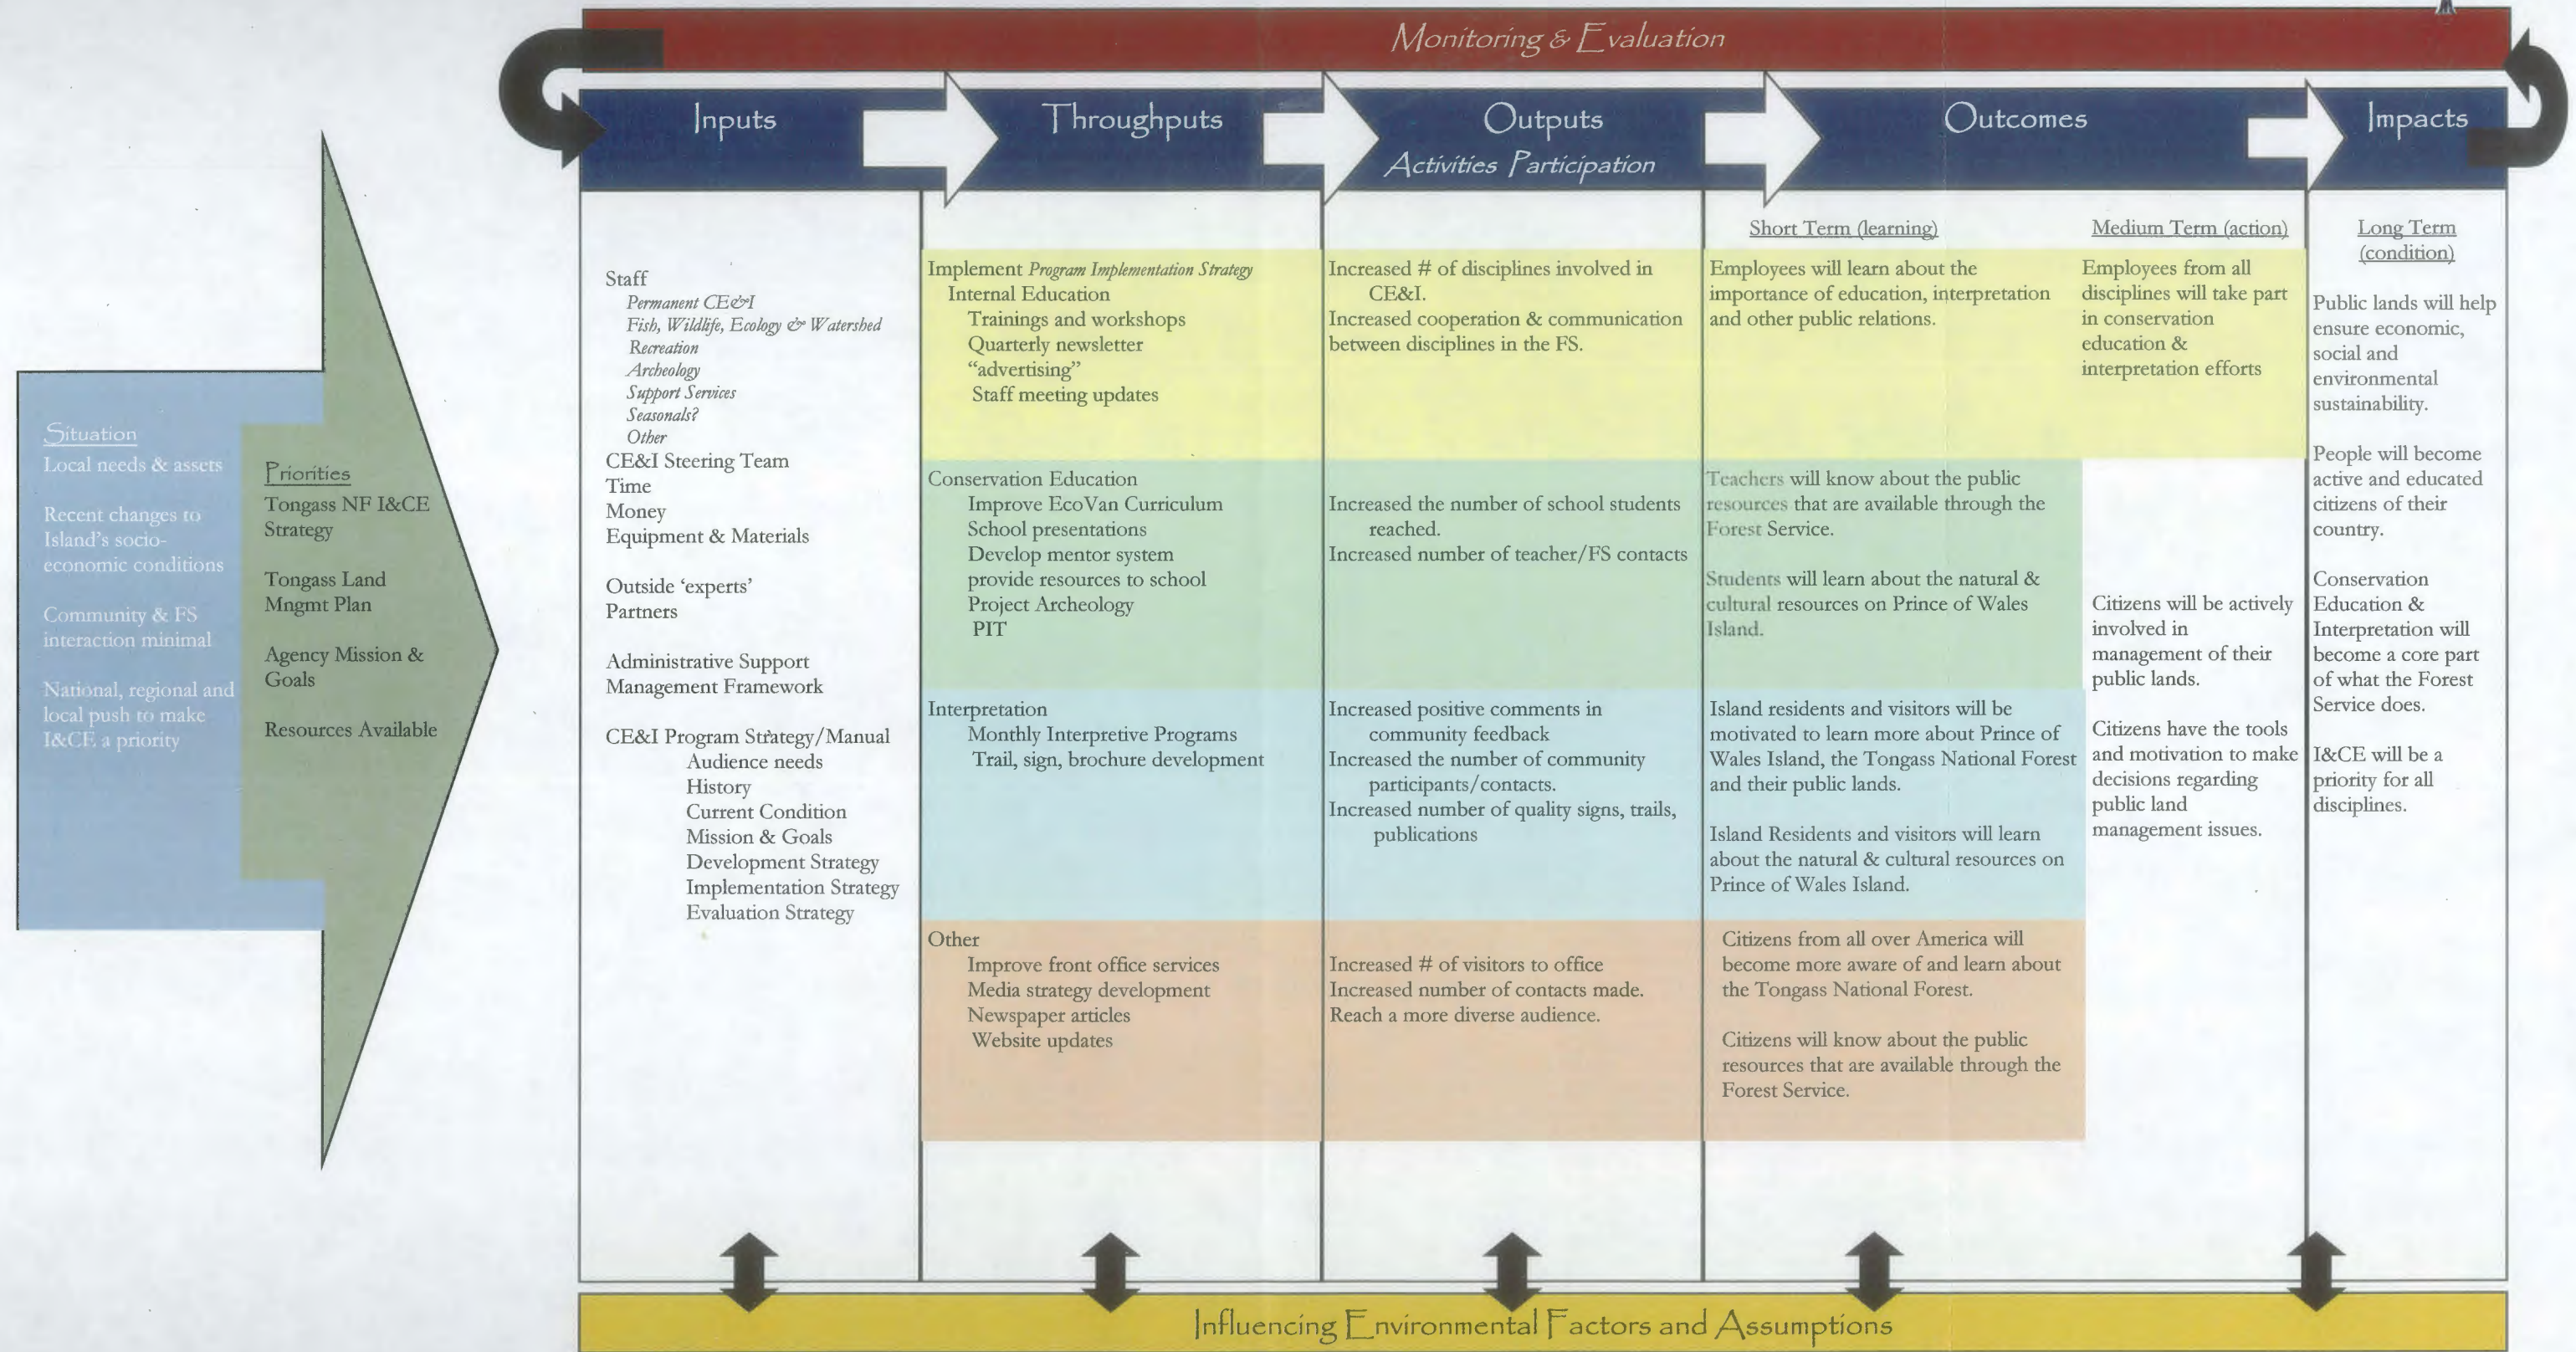 Monitoring & Evaluation
Inputs
Throughputs
Outputs
Activities Participation
Outcomes
Impacts
Situation
Local needs & assets
Recent changes to
Island's socio-
economic conditions
Community & FS
interaction minimal
National, regional and
local push to make
I&CE a priority
Priorities
Tongass NF I&CE
Strategy
Tongass Land
Mngmt Plan
Agency Mission &
Goals
Resources Available
Staff
Permanent CE&I
Fish, Wildlife, Ecology & Watershed
Recreation
Archeology
Support Services
Seasonals?
Other
CE&I Steering Team
Time
Money
Equipment & Materials
Outside 'experts'
Partners
Administrative Support
Management Framework
CE&I Program Strategy/Manual
Audience needs
History
Current Condition
Mission & Goals
Development Strategy
Implementation Strategy
Evaluation Strategy
Implement Program Implementation Strategy
Internal Education
Trainings and workshops
Quarterly newsletter
"advertising"
Staff meeting updates
Conservation Education
Improve EcoVan Curriculum
School presentations
Develop mentor system
provide resources to school
Project Archeology
PIT
Interpretation
Monthly Interpretive Programs
Trail, sign, brochure development
Other
Improve front office services
Media strategy development
Newspaper articles
Website updates
Increased # of disciplines involved in
CE&I.
Increased cooperation & communication
between disciplines in the FS.
Increased the number of school students
reached.
Increased number of teacher/FS contacts
Increased positive comments in
community feedback
Increased the number of community
participants/contacts.
Increased number of quality signs, trails,
publications
Increased # of visitors to office
Increased number of contacts made.
Reach a more diverse audience.
Short Term (learning)
Employees will learn about the
importance of education, interpretation
and other public relations.
Teachers will know about the public
resources that are available through the
Forest Service.
Students will learn about the natural &
cultural resources on Prince of Wales
Island.
Island residents and visitors will be
motivated to learn more about Prince of
Wales Island, the Tongass National Forest
and their public lands.
Island Residents and visitors will learn
about the natural & cultural resources on
Prince of Wales Island.
Citizens from all over America will
become more aware of and learn about
the Tongass National Forest.
Citizens will know about the public
resources that are available through the
Forest Service.
Medium Term (action)
Employees from all
disciplines will take part
in conservation
education &
interpretation efforts
Citizens will be actively
involved in
management of their
public lands.
Citizens have the tools
and motivation to make
decisions regarding
public land
management issues.
Long Term
(condition)
Public lands will help
ensure economic,
social and
environmental
sustainability.
People will become
active and educated
citizens of their
country.
Conservation
Education &
Interpretation will
become a core part
of what the Forest
Service does.
I&CE will be a
priority for all
disciplines.
Influencing Environmental Factors and Assumptions